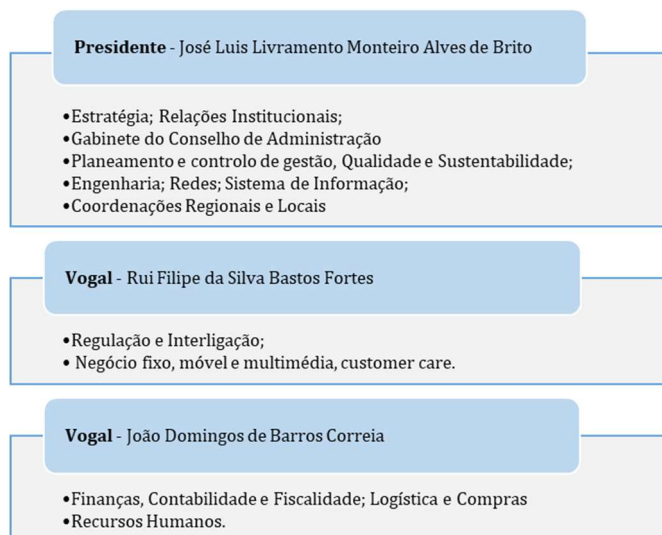 Presidente - José Luis Livramento Monteiro Alves de Brito
•Estratégia; Relações Institucionais;
•Gabinete do Conselho de Administração
•Planeamento e controlo de gestão, Qualidade e Sustentabilidade;
•Engenharia; Redes; Sistema de Informação;
•Coordenações Regionais e Locais
Vogal - Rui Filipe da Silva Bastos Fortes
•Regulação e Interligação;
• Negócio fixo, móvel e multimédia, customer care.
Vogal - João Domingos de Barros Correia
•Finanças, Contabilidade e Fiscalidade; Logística e Compras
•Recursos Humanos.